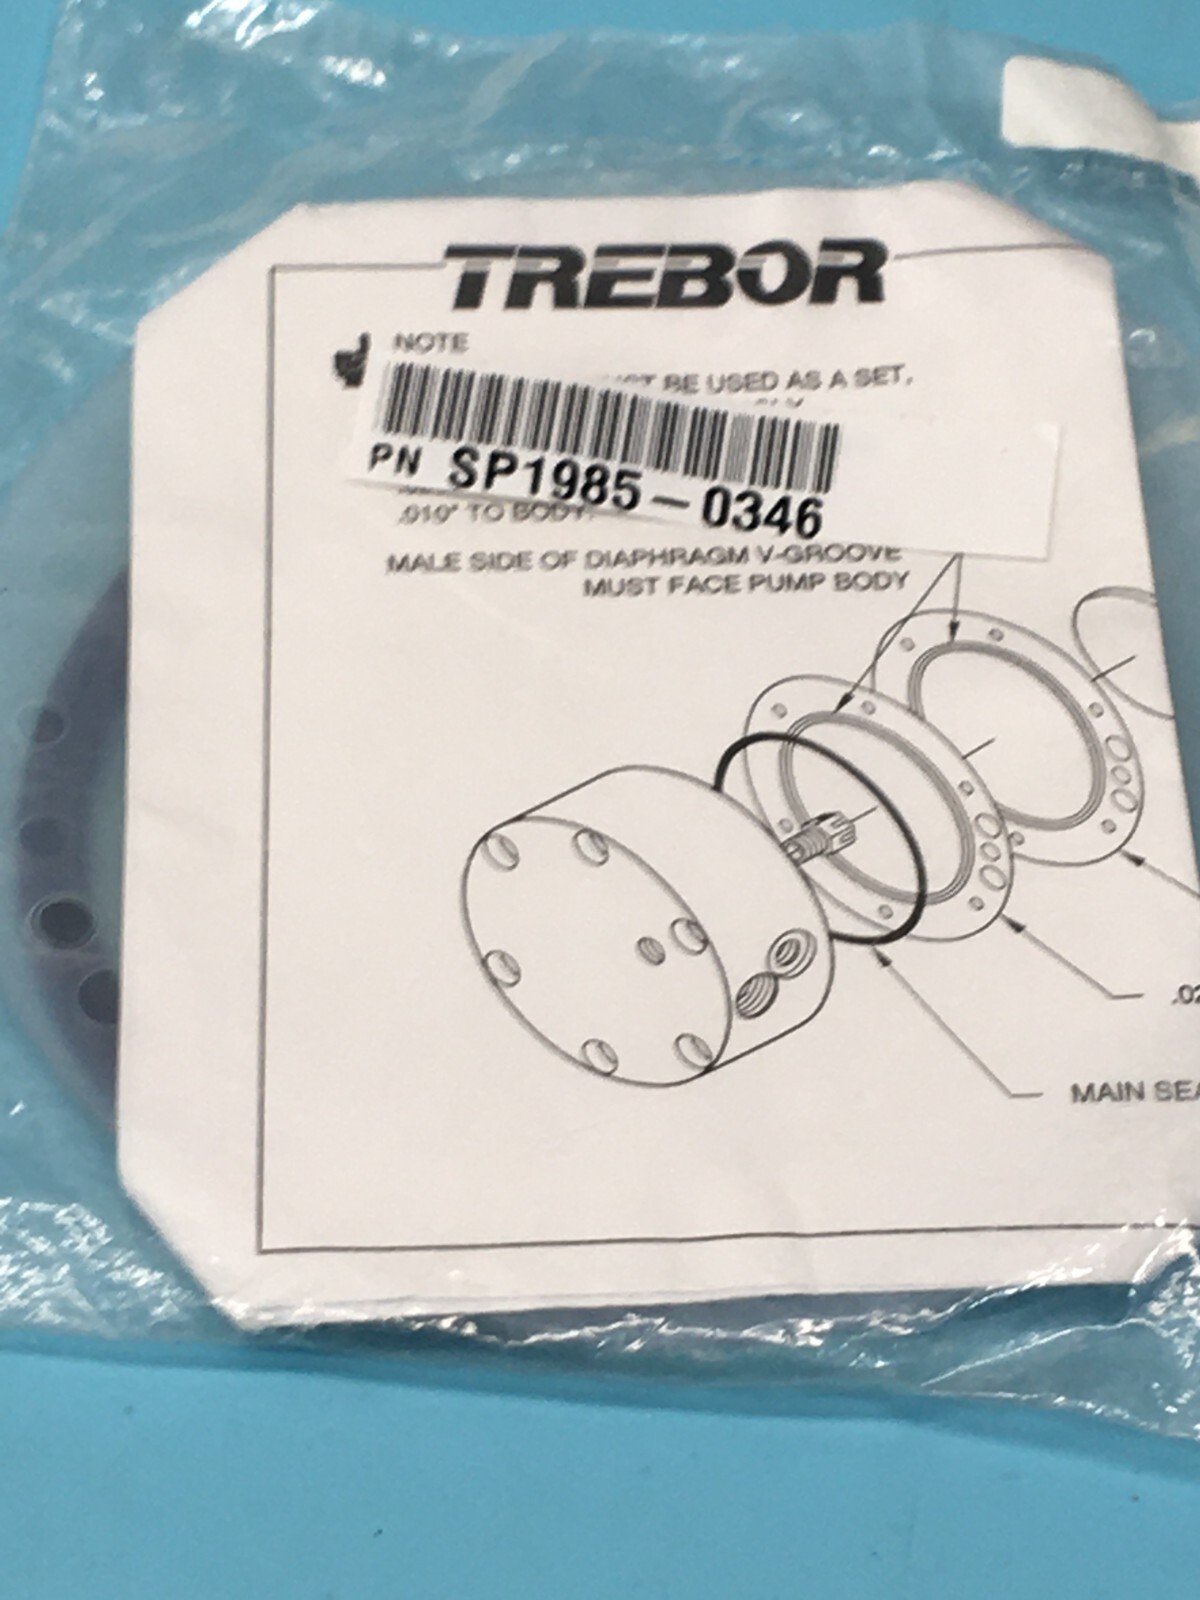 TREBOR
NOTE
BE USED AS A SET,
PN SP1985-0346
.010" TO BODY.
MALE SIDE OF DIAPHRAGM V-GROOVE
MUST FACE PUMP BODY
.02
MAIN SEA